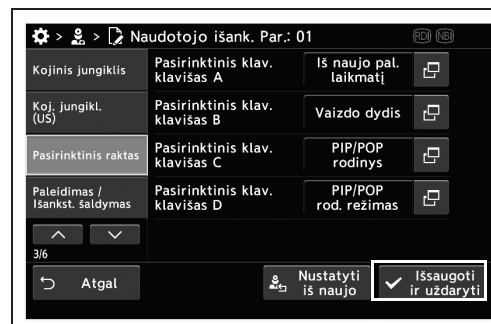 > > Naudotojo išank. Par.: 01 RDI NBI
Kojinis jungiklis
Pasirinktinis klav.
klavišas A
Iš naujo pal.
laikmatį
Koj. jungikl.
(US)
Pasirinktinis klav.
klavišas B
Vaizdo dydis
Pasirinktinis raktas
Pasirinktinis klav.
klavišas C
PIP/POP
rodinys
Paleidimas /
Išankst. šaldymas
Pasirinktinis klav.
klavišas D
PIP/POP
rod. režimas
3/6
Atgal
Nustatyti
iš naujo
Išsaugoti
ir uždaryti